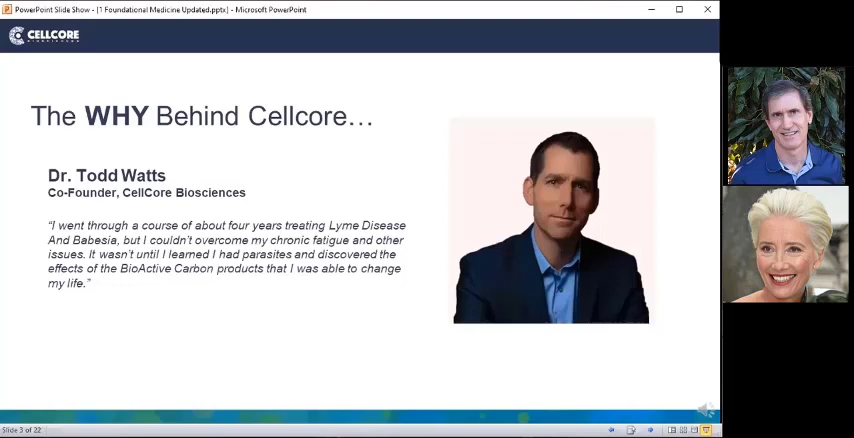 PowerPoint Slide Show - [1 Foundational Medicine Updated.pptx] - Microsoft PowerPoint
CELLCORE
BIOSCIENCES
The WHY Behind Cellcore…
Dr. Todd Watts
Co-Founder, CellCore Biosciences
“I went through a course of about four years treating Lyme Disease
And Babesia, but I couldn’t overcome my chronic fatigue and other
issues. It wasn’t until I learned I had parasites and discovered the
effects of the BioActive Carbon products that I was able to change
my life.”
Slide 3 of 22